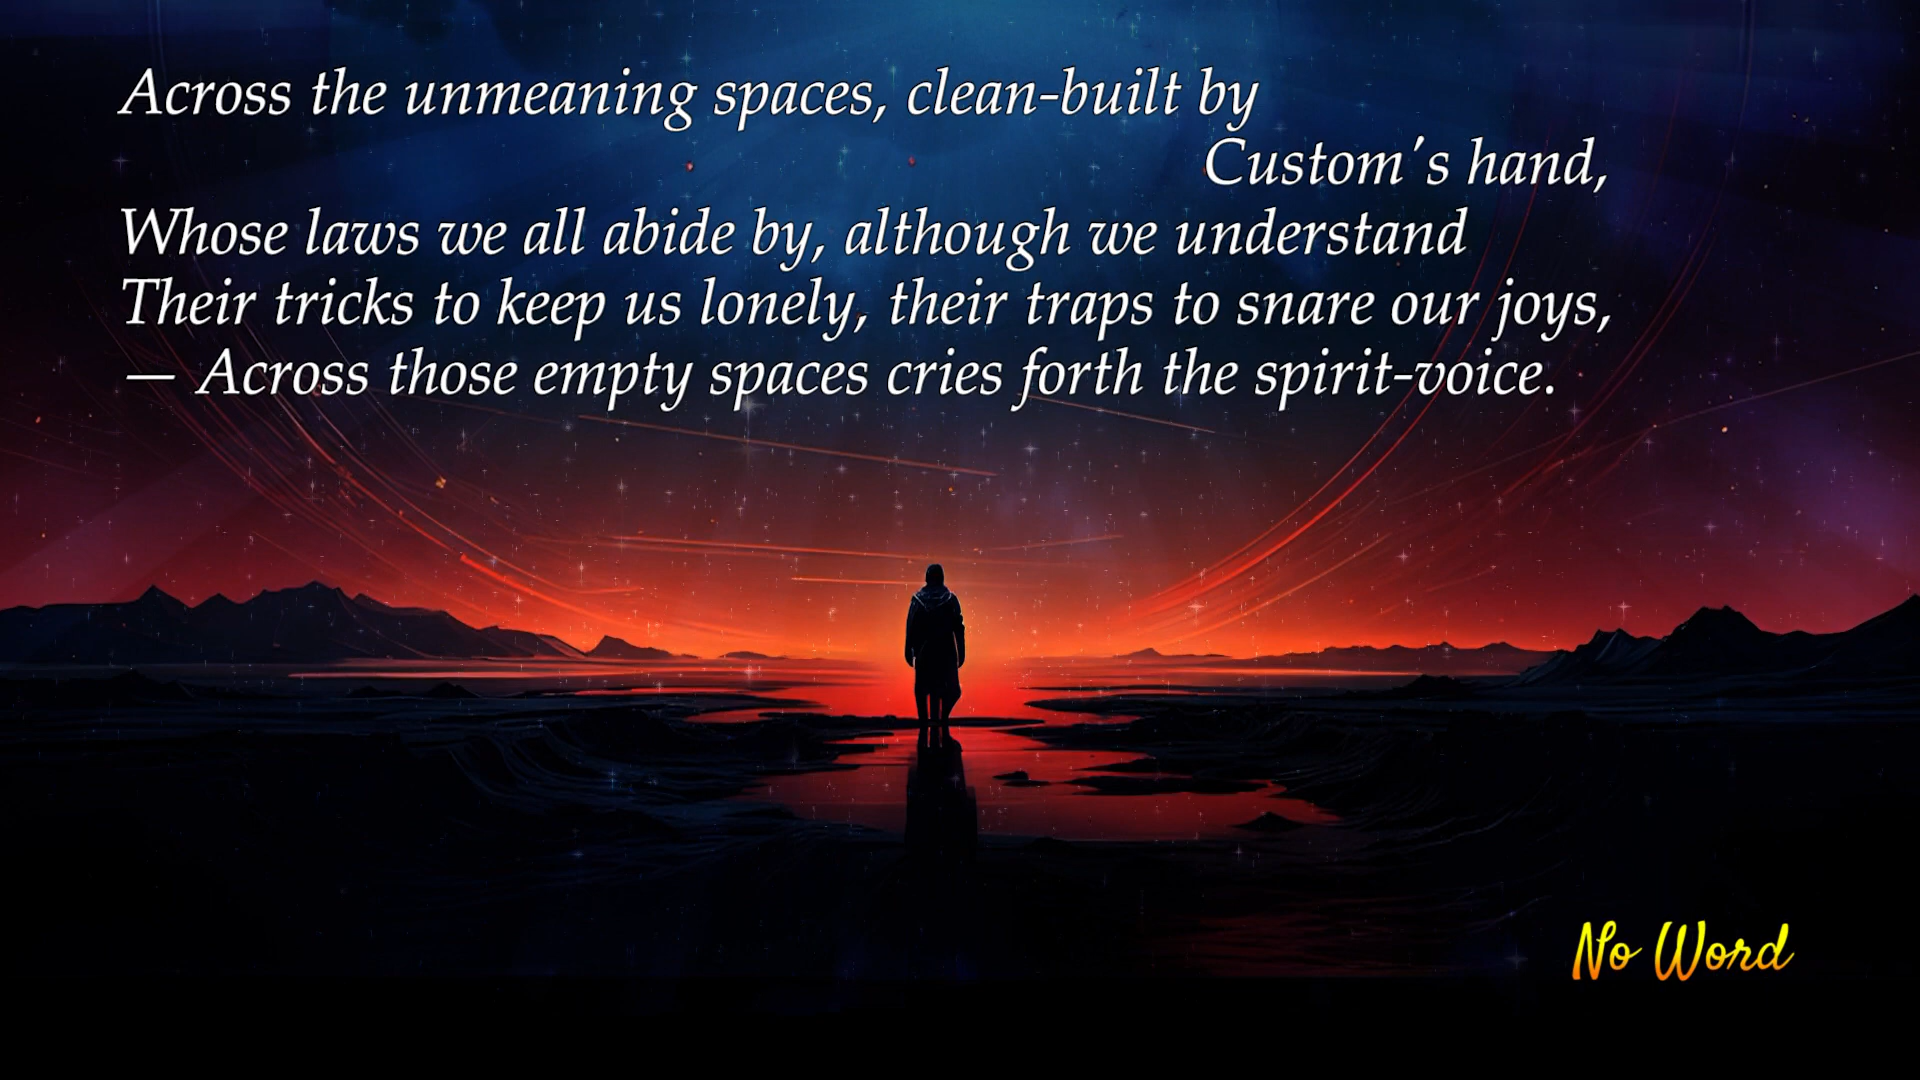 Across the unmeaning spaces, clean-built by
Custom's hand,
Whose laws we all abide by, although we understand
Their tricks to keep us lonely, their traps to snare our joys,
— Across those empty spaces cries forth the spirit-voice.
No Word